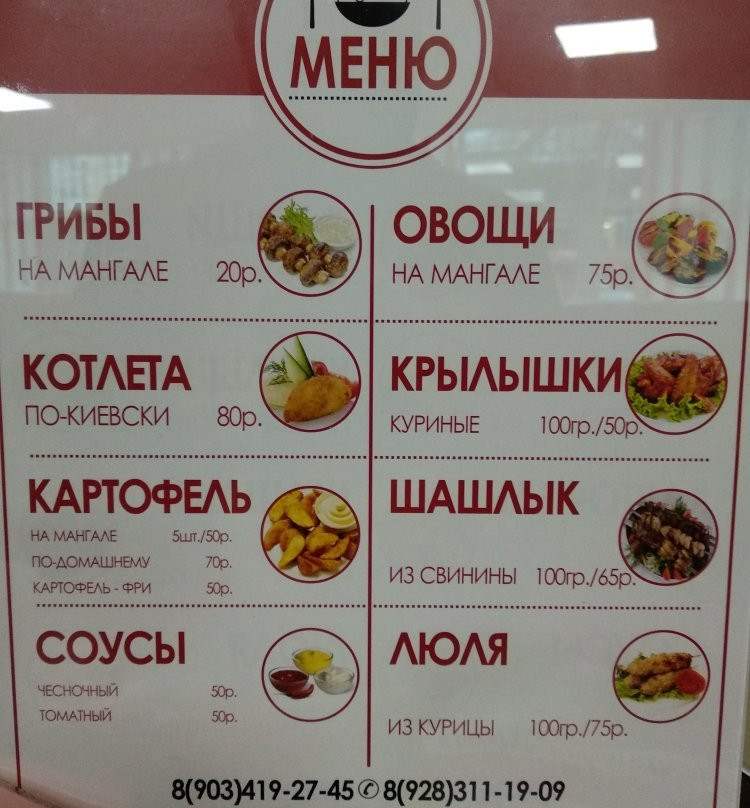 МЕНЮ
ГРИБЫ
НА МАНГАЛЕ 20р.
КОТЛЕТА
ПО-КИЕВСКИ 80р.
КАРТОФЕЛЬ
НА МАНГАЛЕ 5шт./50р.
ПО-ДОМАШНЕМУ 70р.
КАРТОФЕЛЬ - ФРИ 50р.
СОУСЫ
ЧЕСНОЧНЫЙ 50р.
ТОМАТНЫЙ 50р.
ОВОЩИ
НА МАНГАЛЕ 75р.
КРЫЛЫШКИ
КУРИНЫЕ 100гр./50р.
ШАШЛЫК
ИЗ СВИНИНЫ 100гр./65р.
ЛЮЛЯ
ИЗ КУРИЦЫ 100гр./75р.
8(903)419-27-45 ✆ 8(928)311-19-09